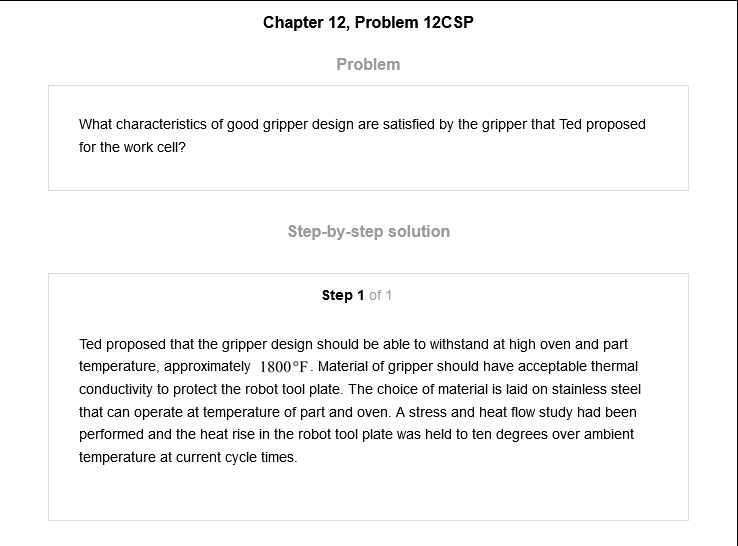 Chapter 12, Problem 12CSP
Problem
What characteristics of good gripper design are satisfied by the gripper that Ted proposed
for the work cell?
Step-by-step solution
Step 1 of 1
Ted proposed that the gripper design should be able to withstand at high oven and part
temperature, approximately 1800°F. Material of gripper should have acceptable thermal
conductivity to protect the robot tool plate. The choice of material is laid on stainless steel
that can operate at temperature of part and oven. A stress and heat flow study had been
performed and the heat rise in the robot tool plate was held to ten degrees over ambient
temperature at current cycle times.